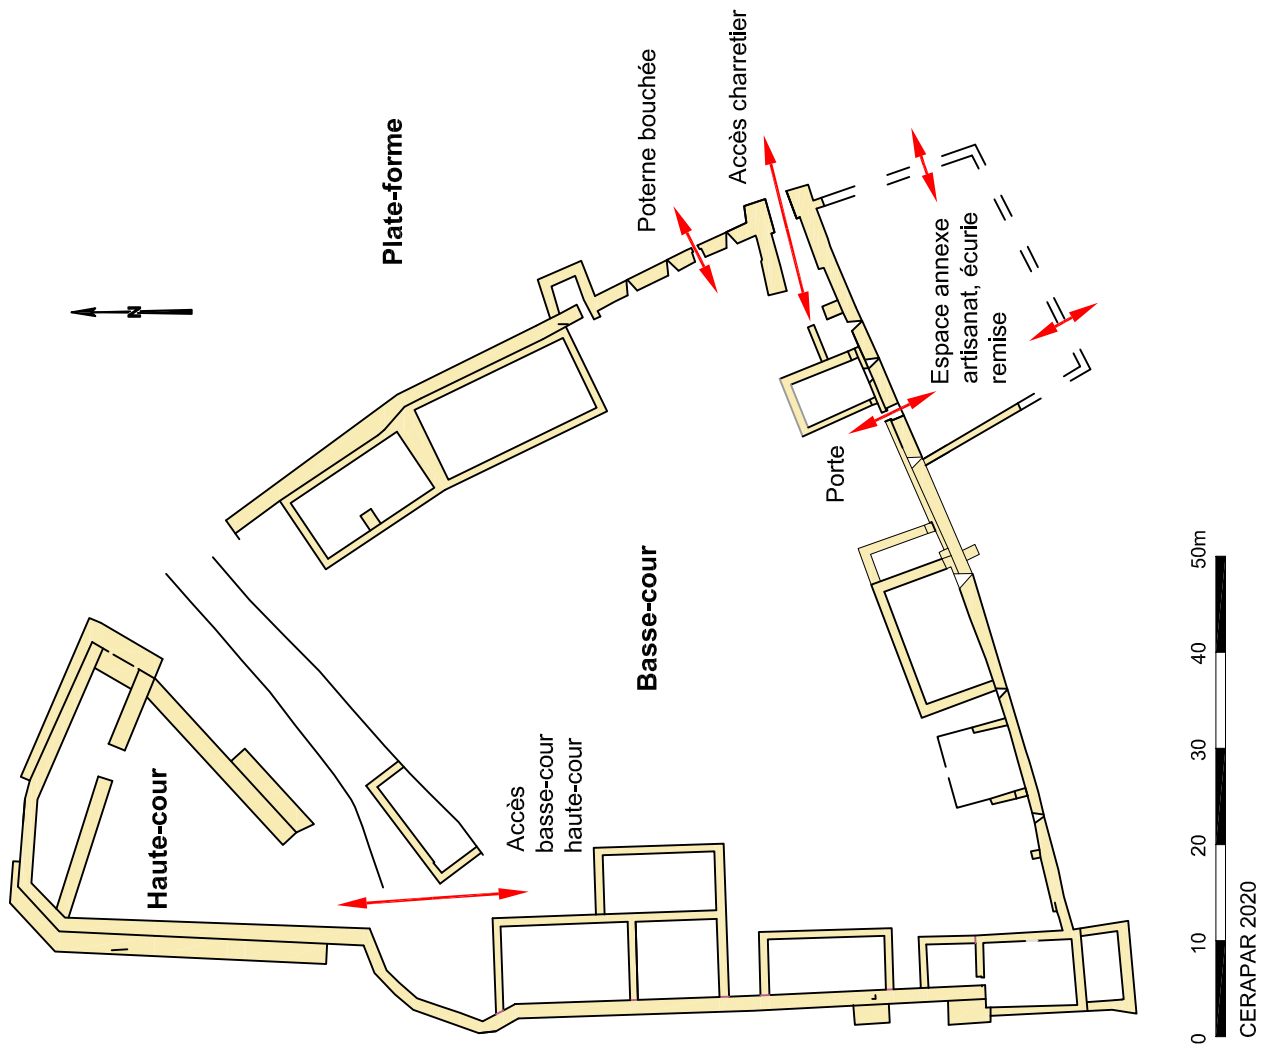 Plate-forme
N
Poterne bouchée
Accès charretier
Haute-cour
Accès
basse-cour
haute-cour
Basse-cour
Porte
Espace annexe
artisanat, écurie
remise
0 10 20 30 40 50m
CERAPAR 2020